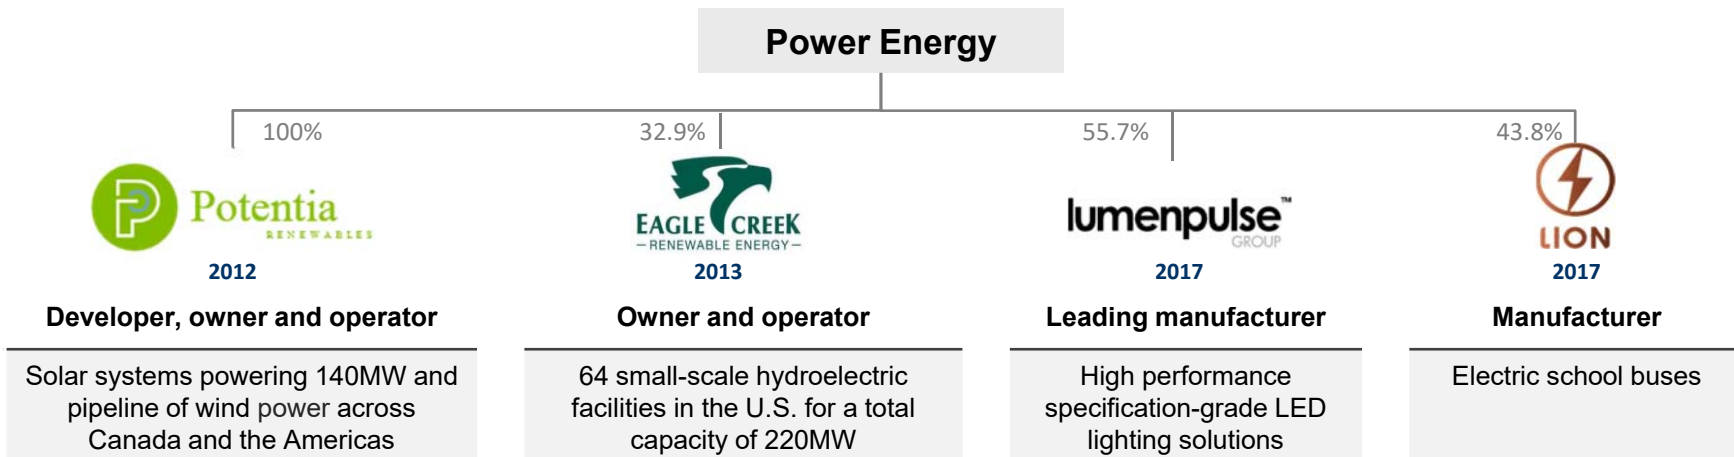 Power Energy
100%
32.9%
55.7%
43.8%
Potentia
RENEWABLES
2012
Developer, owner and operator
Solar systems powering 140MW and
pipeline of wind power across
Canada and the Americas
EAGLE CREEK
– RENEWABLE ENERGY –
2013
Owner and operator
64 small-scale hydroelectric
facilities in the U.S. for a total
capacity of 220MW
lumenpulse™
GROUP
2017
Leading manufacturer
High performance
specification-grade LED
lighting solutions
LION
2017
Manufacturer
Electric school buses